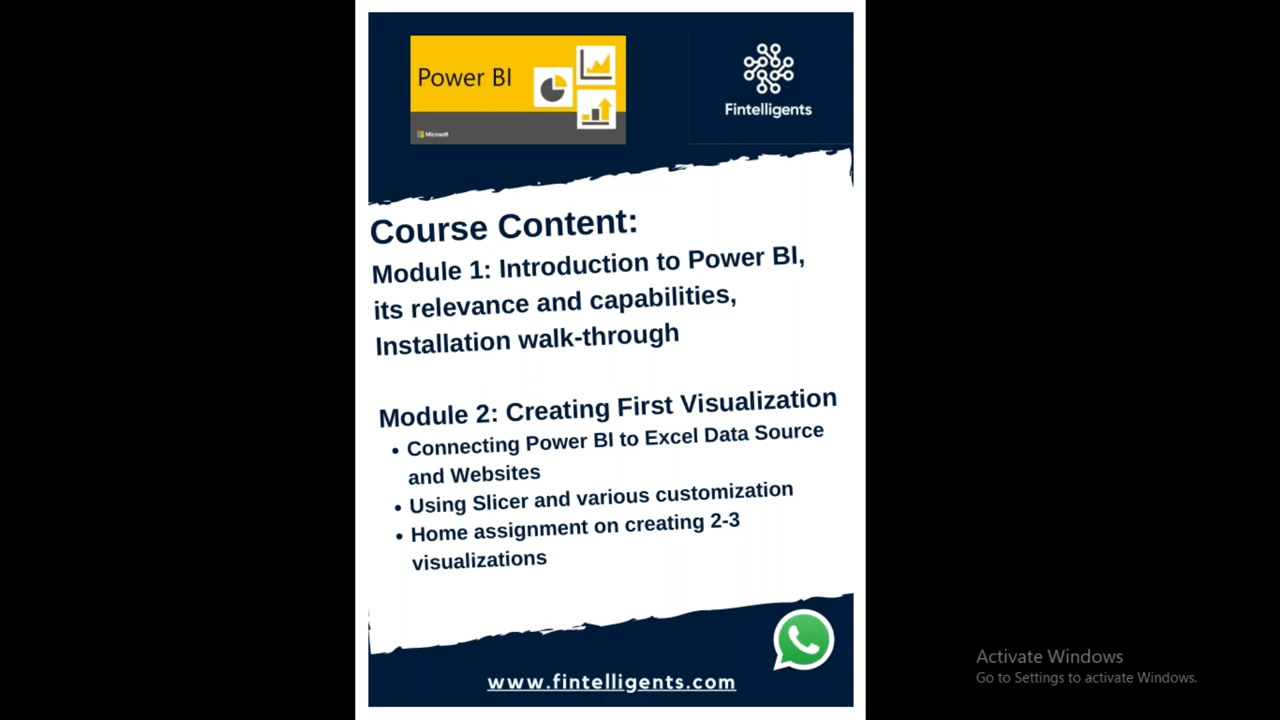 Power BI
Microsoft
Fintelligents
Course Content:
Module 1: Introduction to Power BI,
its relevance and capabilities,
Installation walk-through
Module 2: Creating First Visualization
• Connecting Power BI to Excel Data Source
and Websites
• Using Slicer and various customization
• Home assignment on creating 2-3
visualizations
www.fintelligents.com
Activate Windows
Go to Settings to activate Windows.